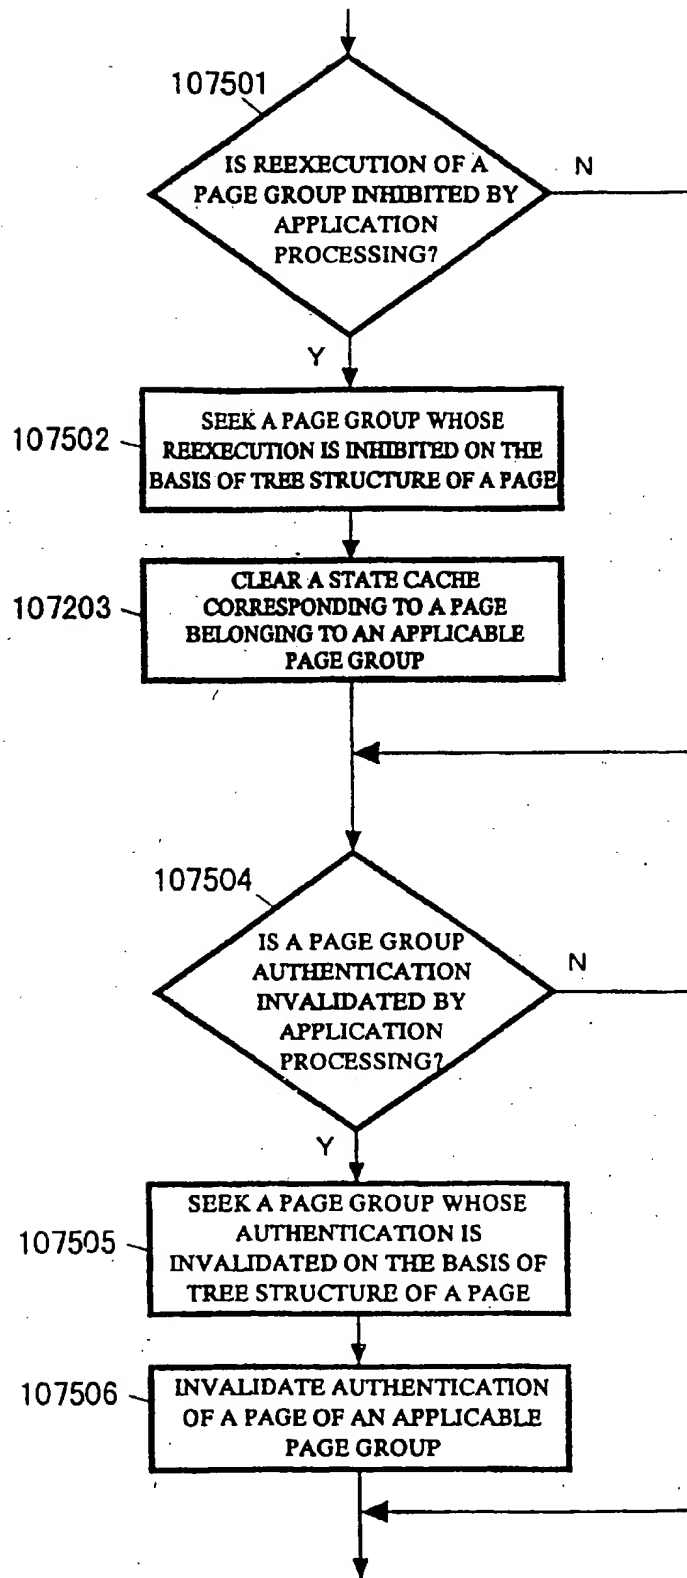 107501
IS REEXECUTION OF A
PAGE GROUP INHIBITED BY
APPLICATION
PROCESSING?
N
Y
107502
SEEK A PAGE GROUP WHOSE
REEXECUTION IS INHIBITED ON THE
BASIS OF TREE STRUCTURE OF A PAGE
107203
CLEAR A STATE CACHE
CORRESPONDING TO A PAGE
BELONGING TO AN APPLICABLE
PAGE GROUP
107504
IS A PAGE GROUP
AUTHENTICATION
INVALIDATED BY
APPLICATION
PROCESSING?
N
Y
107505
SEEK A PAGE GROUP WHOSE
AUTHENTICATION IS
INVALIDATED ON THE BASIS OF
TREE STRUCTURE OF A PAGE
107506
INVALIDATE AUTHENTICATION
OF A PAGE OF AN APPLICABLE
PAGE GROUP